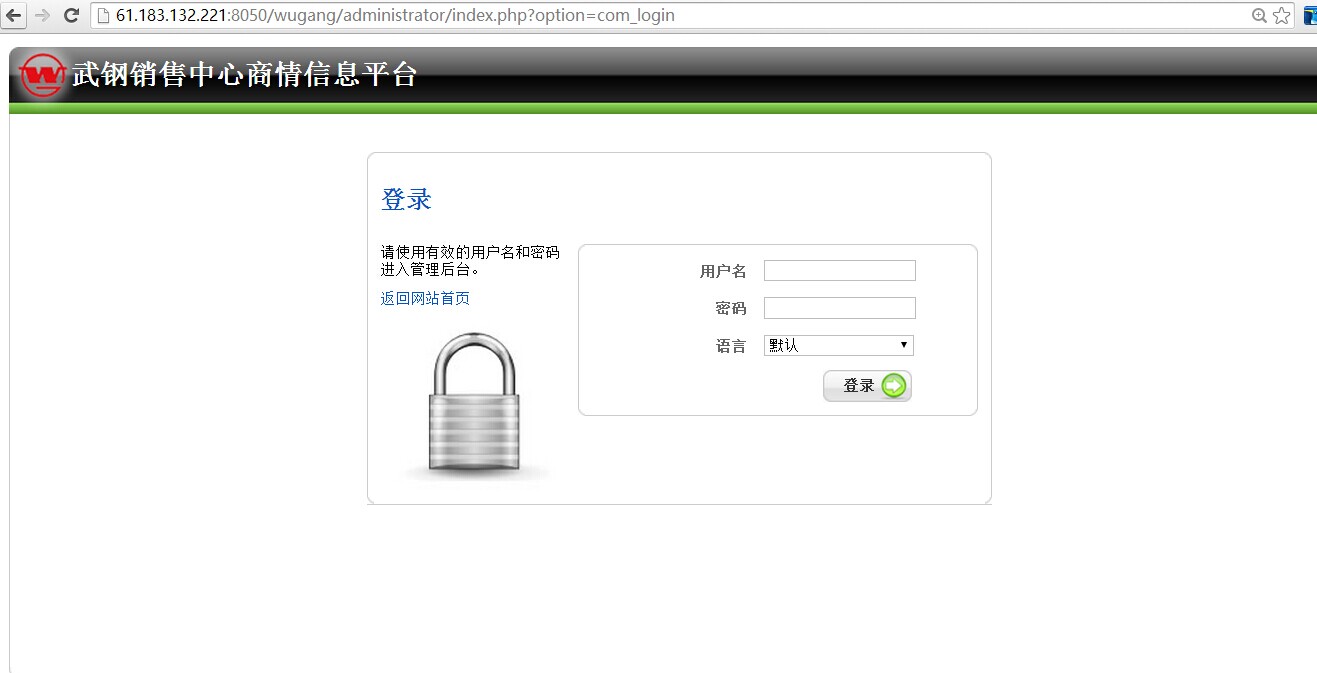 61.183.132.221:8050/wugang/administrator/index.php?option=com_login
武钢销售中心商情信息平台
登录
请使用有效的用户名和密码
进入管理后台。
返回网站首页
用户名
密码
语言 默认
登录